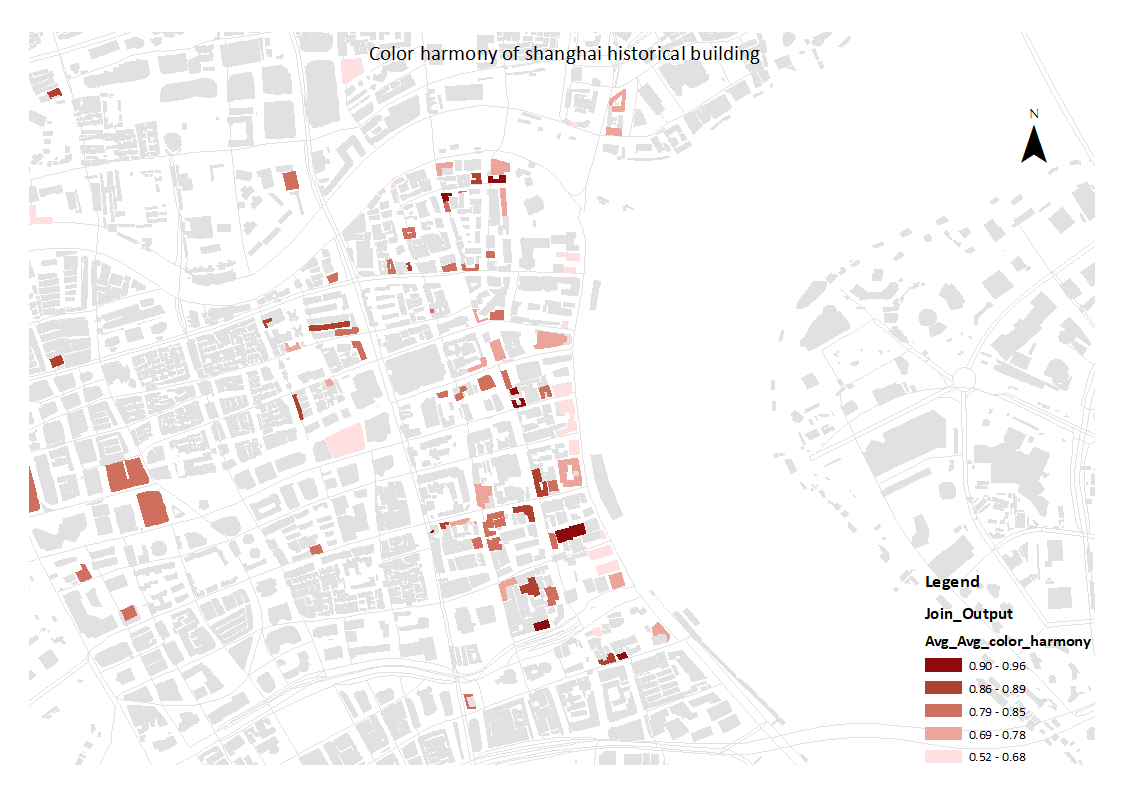 Color harmony of shanghai historical building
N
Legend
Join_Output
Avg_Avg_color_harmony
0.90 - 0.96
0.86 - 0.89
0.79 - 0.85
0.69 - 0.78
0.52 - 0.68